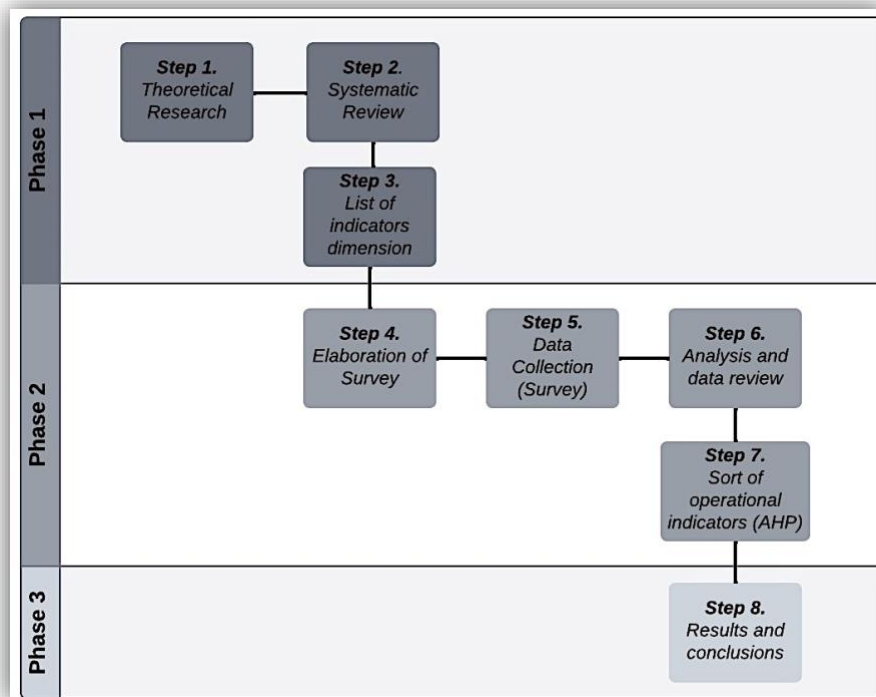 Phase 1
Step 1.
Theoretical
Research
Step 2.
Systematic
Review
Step 3.
List of
indicators
dimension
Phase 2
Step 4.
Elaboration of
Survey
Step 5.
Data
Collection
(Survey)
Step 6.
Analysis and
data review
Step 7.
Sort of
operational
indicators (AHP)
Phase 3
Step 8.
Results and
conclusions